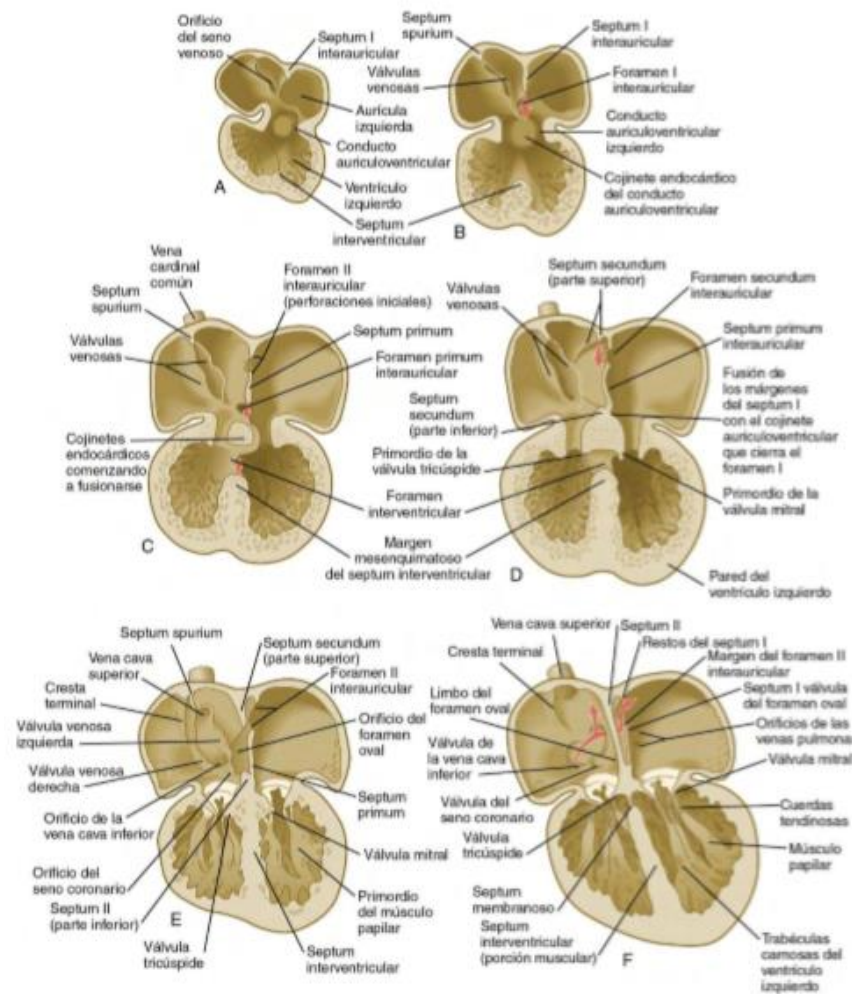 Orificio
del seno
venoso
Septum I
interauricular
Aurícula
izquierda
Conducto
auriculoventricular
Ventrículo
izquierdo
Septum
interventricular
A
Septum
spurium
Válvulas
venosas
Septum I
interauricular
Foramen I
interauricular
Conducto
auriculoventricular
izquierdo
Cojinete endocárdico
del conducto
auriculoventricular
B
Vena
cardinal
común
Septum
spurium
Válvulas
venosas
Foramen II
interauricular
(perforaciones iniciales)
Septum primum
Foramen primum
interauricular
Cojinetes
endocárdicos
comenzando
a fusionarse
Foramen
interventricular
Margen
mesenquimatoso
del septum interventricular
C
Septum secundum
(parte superior)
Válvulas
venosas
Foramen secundum
interauricular
Septum primum
interauricular
Septum
secundum
(parte inferior)
Fusión de
los márgenes
del septum I
con el cojinete
auriculoventricular
que cierra el
foramen I
Primordio de la
válvula tricúspide
Primordio de la
válvula mitral
Pared del
ventrículo izquierdo
D
Septum spurium
Vena cava
superior
Cresta
terminal
Válvula venosa
izquierda
Válvula venosa
derecha
Orificio de la
vena cava inferior
Orificio del
seno coronario
Septum II
(parte inferior)
Válvula
tricúspide
Septum secundum
(parte superior)
Foramen II
interauricular
Orificio del
foramen oval
Septum
primum
Válvula mitral
Primordio
del músculo
papilar
Septum
interventricular
E
Vena cava superior
Septum II
Restos del septum I
Cresta terminal
Margen del foramen II
interauricular
Limbo del
foramen oval
Septum I válvula
del foramen oval
Orificios de las
venas pulmona
Válvula de
la vena cava
inferior
Válvula mitral
Válvula del
seno coronario
Cuerdas
tendinosas
Válvula
tricúspide
Músculo
papilar
Septum
membranoso
Septum
interventricular
(porción muscular)
Trabéculas
carnosas del
ventrículo
izquierdo
F